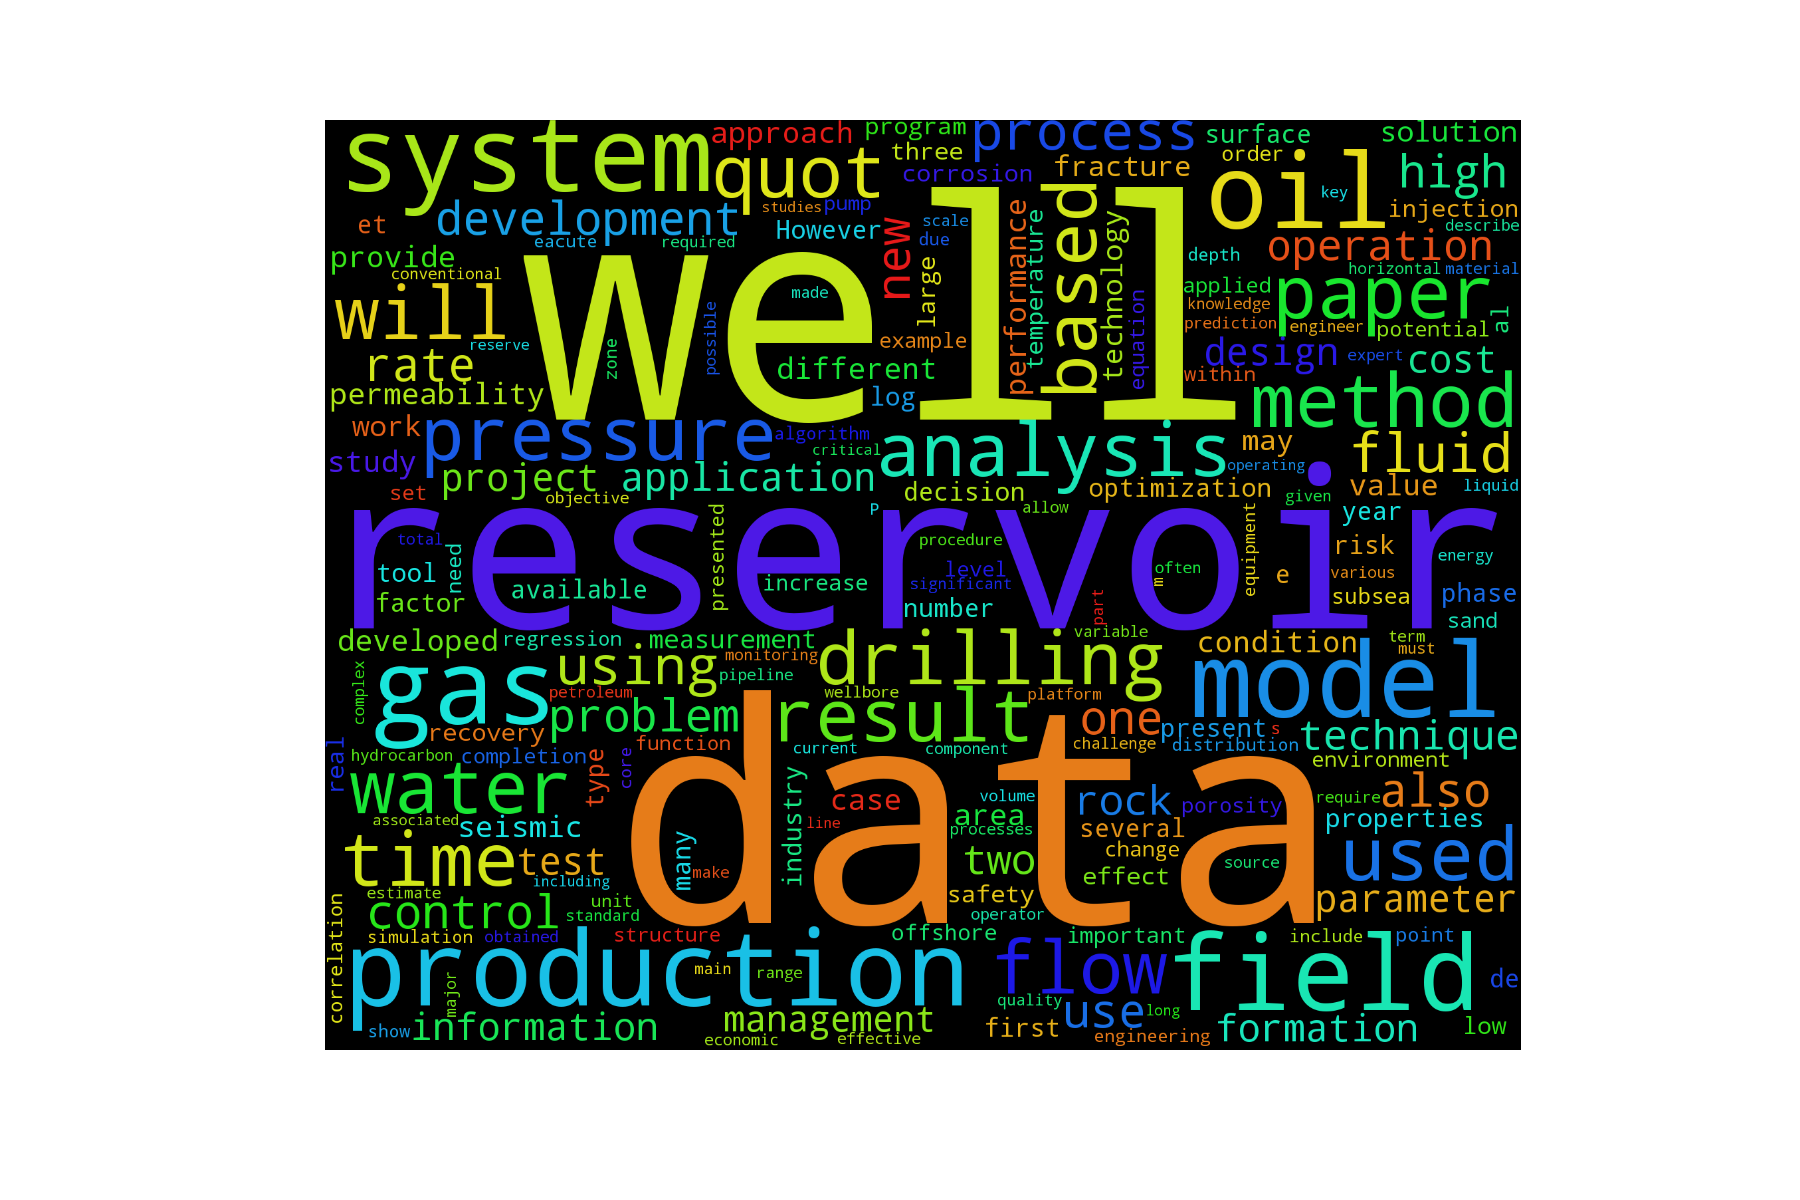 system
approach
program
process
surface
solution
quot
three
order
high
corrosion
fracture
oil
key
injection
et
development
studies
pump
However
scale
due
describe
eacute
required
new
well
based
performance
temperature
technology
operation
provide
conventional
depth
horizontal
material
large
made
applied
paper
will
possible
equation
knowledge
prediction
engineer
potential
al
reserve
zone
example
design
expert
cost
rate
different
within
permeability
log
method
work
pressure
algorithm
analysis
may
fluid
study
critical
project
application
operating
set
objective
decision
optimization
given
value
liquid
P
allow
year
reservoir
total
need
presented
procedure
equipment
risk
energy
tool
available
increase
level
significant
often
m
e
various
factor
number
part
subsea
phase
sand
developed
regression
measurement
variable
condition
term
must
complex
gas
using
monitoring
drilling
model
petroleum
pipeline
wellbore
platform
problem
result
one
present
s
technique
recovery
real
hydrocarbon
completion
function
current
component
challenge
distribution
environment
type
core
water
data
industry
case
volume
area
rock
porosity
require
also
associated
seismic
line
processes
several
properties
time
test
many
make
two
change
source
used
including
effect
estimate
safety
parameter
control
unit
standard
operator
correlation
simulation
obtained
structure
offshore
important
include
point
production
main
range
flow
field
de
major
quality
long
show
information
management
first
use
formation
low
economic
effective
engineering